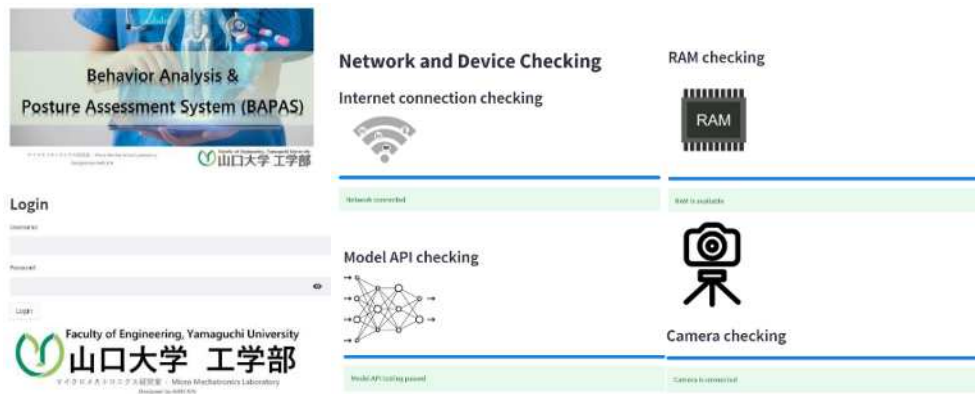 Behavior Analysis &
Posture Assessment System (BAPAS)
Faculty of Engineering, Yamaguchi University
山口大学 工学部
Login
Username
Password
Login
Faculty of Engineering, Yamaguchi University
山口大学 工学部
マイクロメカトロニクス研究室 - Micro Mechatronics Laboratory
Network and Device Checking
Internet connection checking
Network connected
Model API checking
Model API testing passed
RAM checking
RAM
RAM is available
Camera checking
Camera is connected